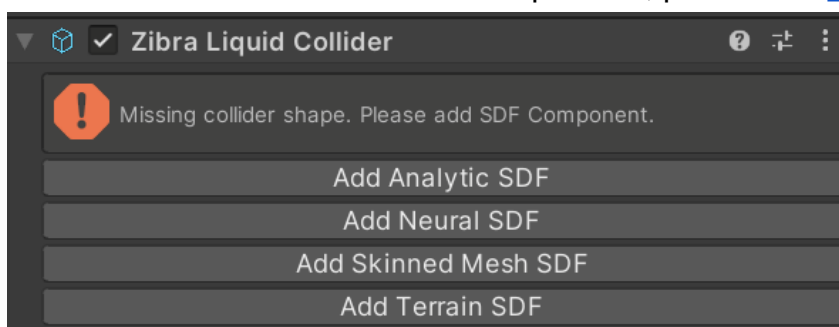 Zibra Liquid Collider
Missing collider shape. Please add SDF Component.
Add Analytic SDF
Add Neural SDF
Add Skinned Mesh SDF
Add Terrain SDF